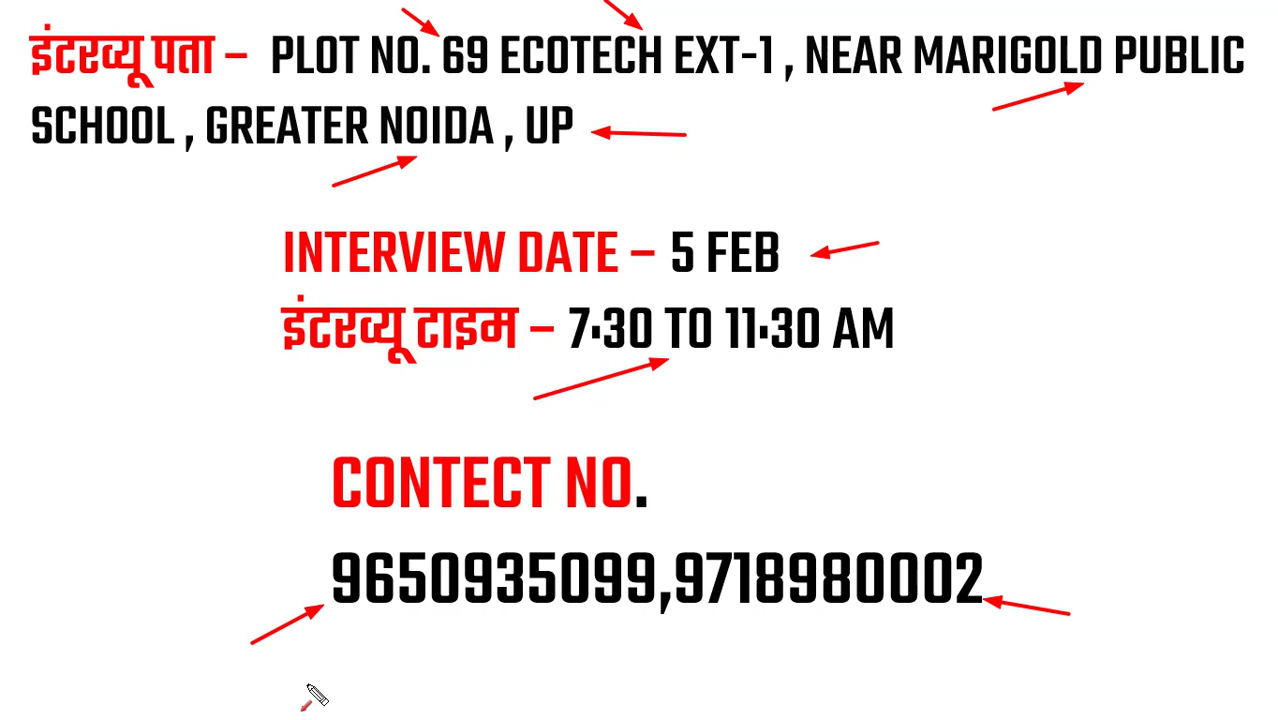 इंटरव्यू पता – PLOT NO. 69 ECOTECH EXT-1 , NEAR MARIGOLD PUBLIC
SCHOOL , GREATER NOIDA , UP
INTERVIEW DATE – 5 FEB
इंटरव्यू टाइम – 7:30 TO 11:30 AM
CONTECT NO.
9650935099,9718980002